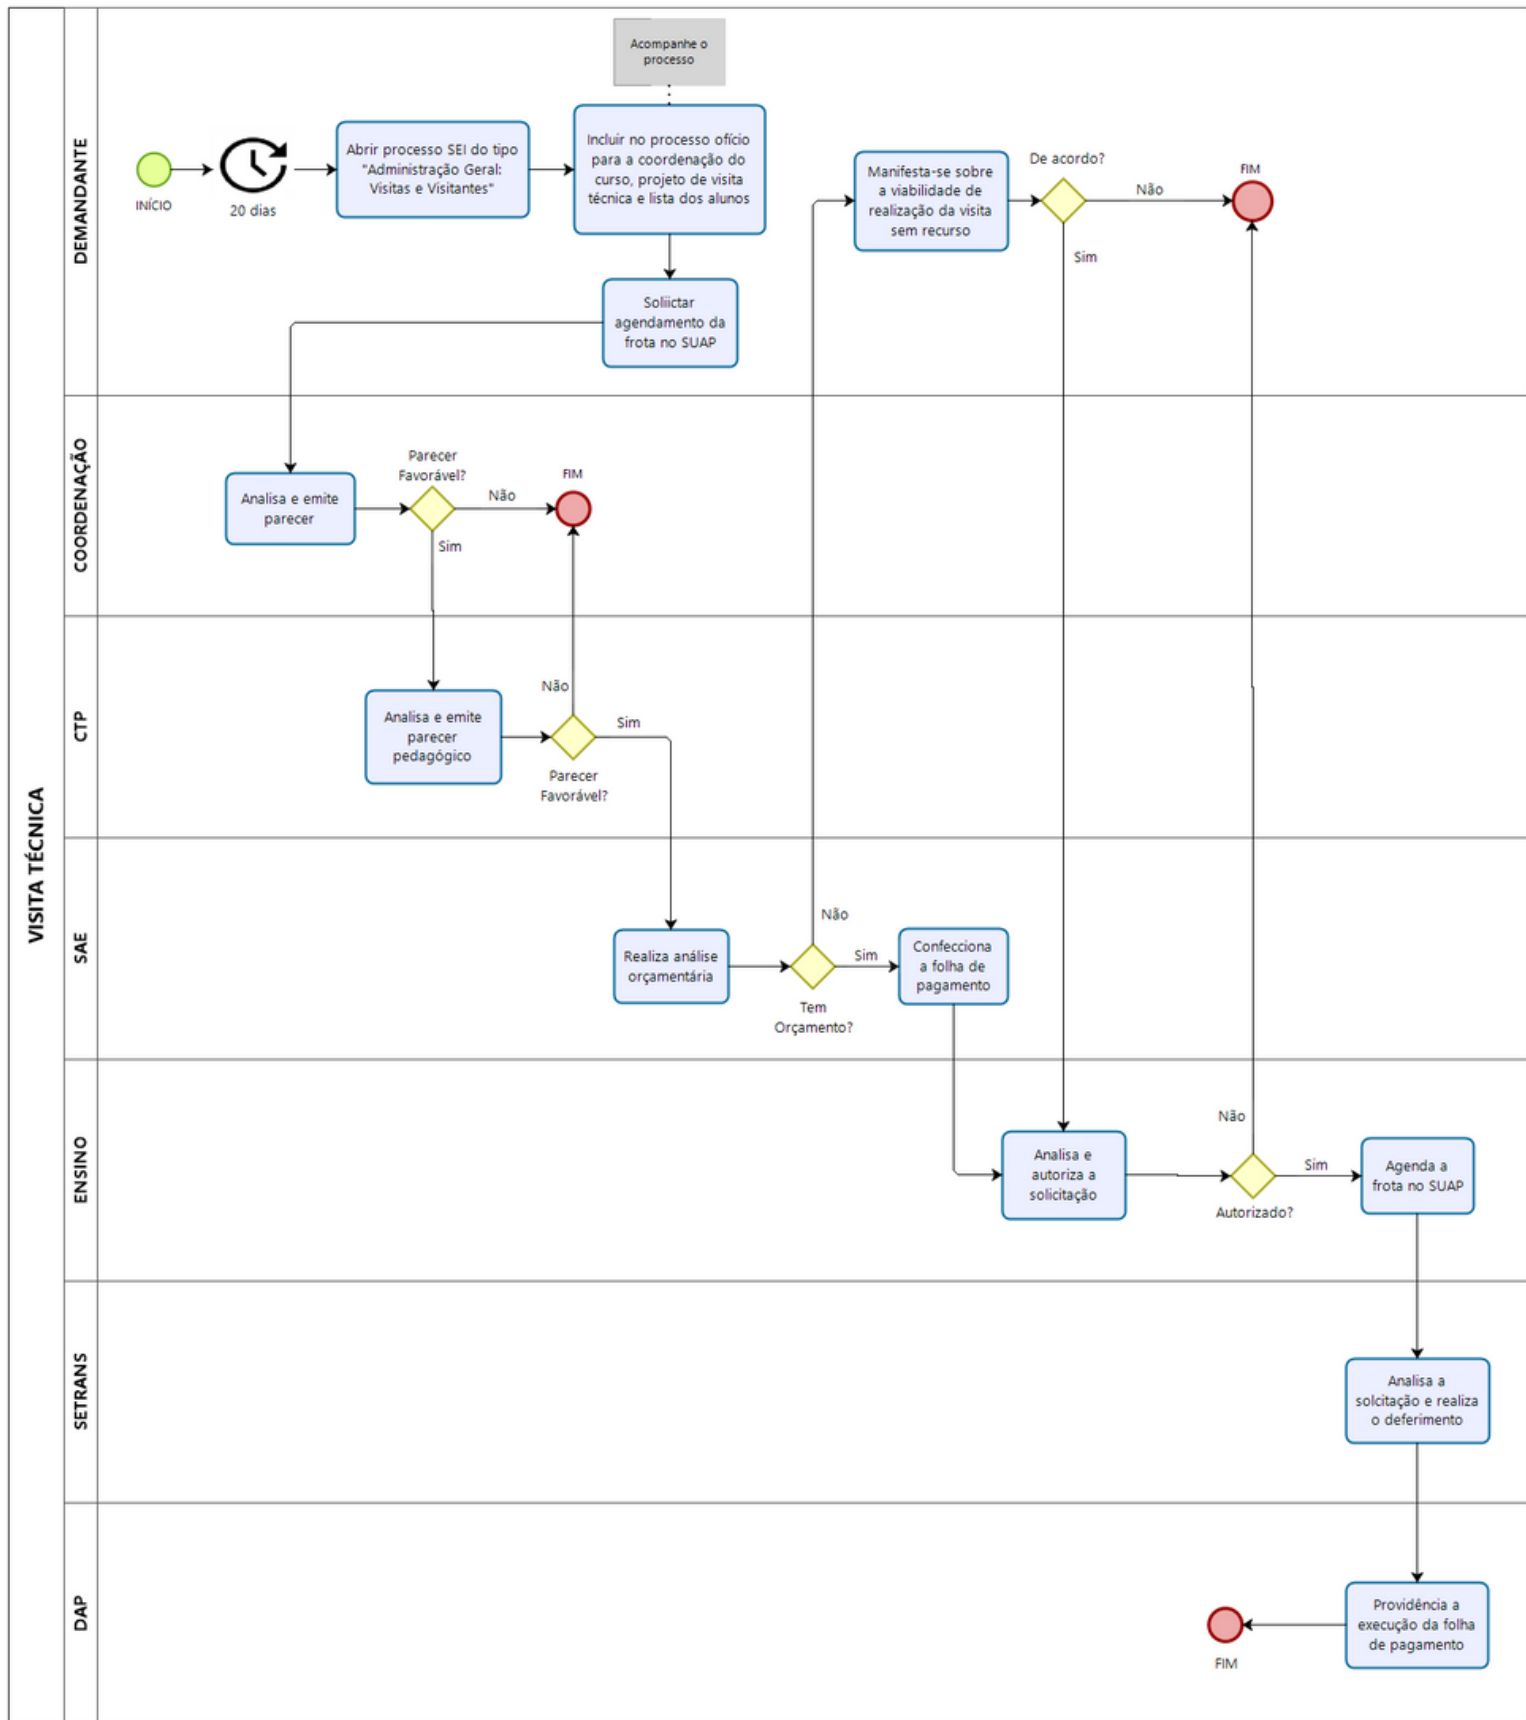 VISITA TÉCNICA
DEMANDANTE
Acompanhe o
processo
INÍCIO
20 dias
Abrir processo SEI do tipo
"Administração Geral:
Visitas e Visitantes"
Incluir no processo ofício
para a coordenação do
curso, projeto de visita
técnica e lista dos alunos
Soliictar
agendamento da
frota no SUAP
Manifesta-se sobre
a viabilidade de
realização da visita
sem recurso
De acordo?
Não
Sim
FIM
COORDENAÇÃO
Analisa e emite
parecer
Parecer
Favorável?
Não
Sim
FIM
CTP
Analisa e emite
parecer
pedagógico
Não
Sim
Parecer
Favorável?
SAE
Realiza análise
orçamentária
Não
Sim
Tem
Orçamento?
Confecciona
a folha de
pagamento
ENSINO
Analisa e
autoriza a
solicitação
Não
Sim
Autorizado?
Agenda a
frota no SUAP
SETRANS
Analisa a
solcitação e realiza
o deferimento
DAP
Providência a
execução da folha
de pagamento
FIM